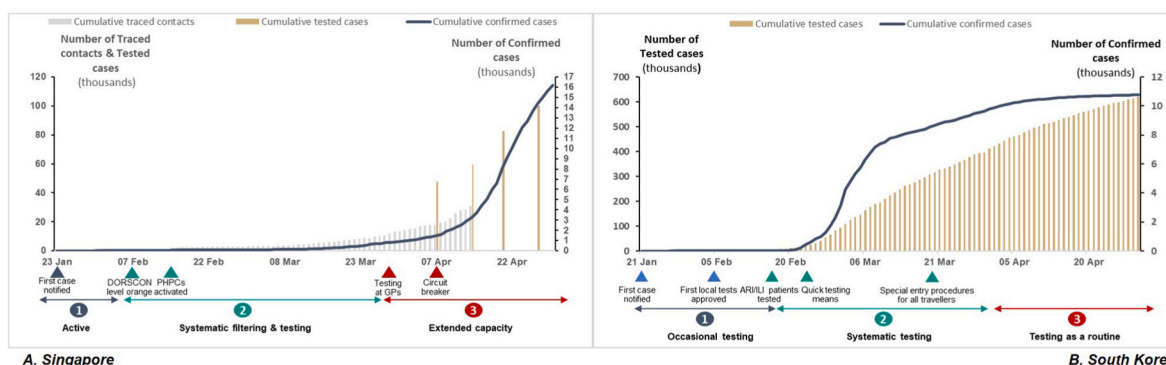 Cumulative traced contacts Cumulative tested cases Cumulative confirmed cases
Number of Traced
contacts & Tested
cases
(thousands)
Number of Confirmed
cases
(thousands)
120
100
80
60
40
20
0
17
16
15
14
13
12
11
10
9
8
7
6
5
4
3
2
1
0
23 Jan 07 Feb 22 Feb 08 Mar 23 Mar 07 Apr 22 Apr
First case
notified
DORSCON
level orange
PHPCs
activated
Testing
at GPs
Circuit
breaker
1 2 3
Active Systematic filtering & testing Extended capacity
A. Singapore
Cumulative tested cases Cumulative confirmed cases
Number of
Tested cases
(thousands)
Number of Confirmed
cases
(thousands)
700
600
500
400
300
200
100
0
12
10
8
6
4
2
0
21 Jan 05 Feb 20 Feb 06 Mar 21 Mar 05 Apr 20 Apr
First case
notified
First local tests
approved
ARI/ILI patients
tested
Quick testing
means
Special entry procedures
for all travellers
1 2 3
Occasional testing Systematic testing Testing as a routine
B. South Kore